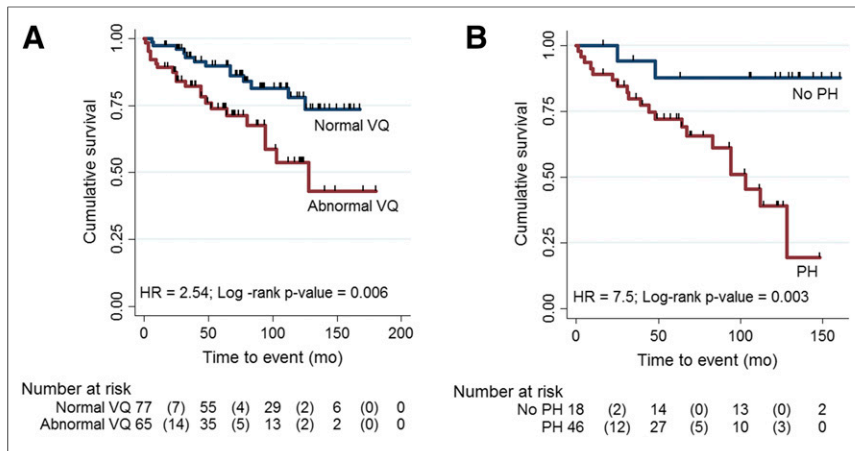 A
Cumulative survival
1.00
0.75
0.50
0.25
0.00
Normal VQ
Abnormal VQ
HR = 2.54; Log -rank p-value = 0.006
0 50 100 150 200
Time to event (mo)
Number at risk
Normal VQ 77 (7) 55 (4) 29 (2) 6 (0) 0
Abnormal VQ 65 (14) 35 (5) 13 (2) 2 (0) 0
B
Cumulative survival
1.00
0.75
0.50
0.25
0.00
No PH
PH
HR = 7.5; Log-rank p-value = 0.003
0 50 100 150
Time to event (mo)
Number at risk
No PH 18 (2) 14 (0) 13 (0) 2
PH 46 (12) 27 (5) 10 (3) 0